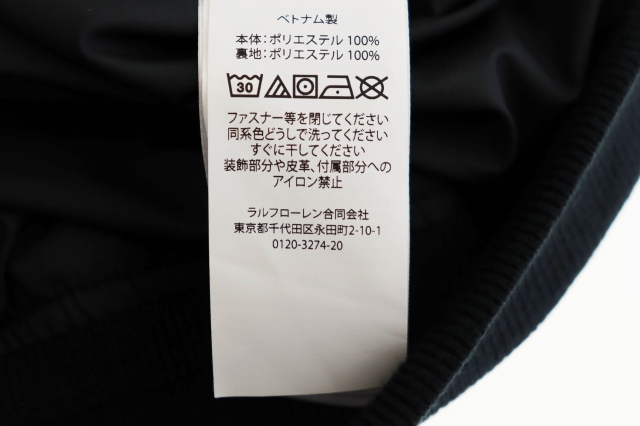 ベトナム製
本体:ポリエステル 100%
裏地:ポリエステル 100%
30
ファスナー等を閉じてください
同系色どうしで洗ってください
すぐに干してください
装飾部分や皮革、付属部分への
アイロン禁止
ラルフローレン合同会社
東京都千代田区永田町2-10-1
0120-3274-20